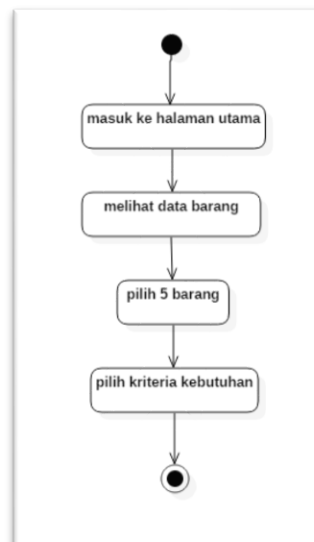 masuk ke halaman utama
melihat data barang
pilih 5 barang
pilih kriteria kebutuhan